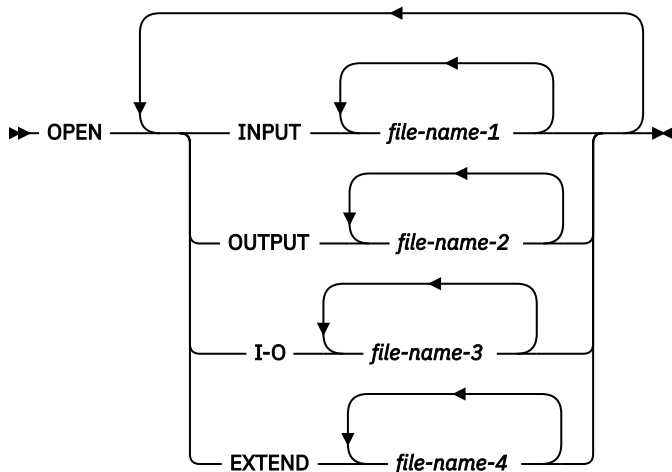 OPEN INPUT file-name-1
OUTPUT file-name-2
I-O file-name-3
EXTEND file-name-4